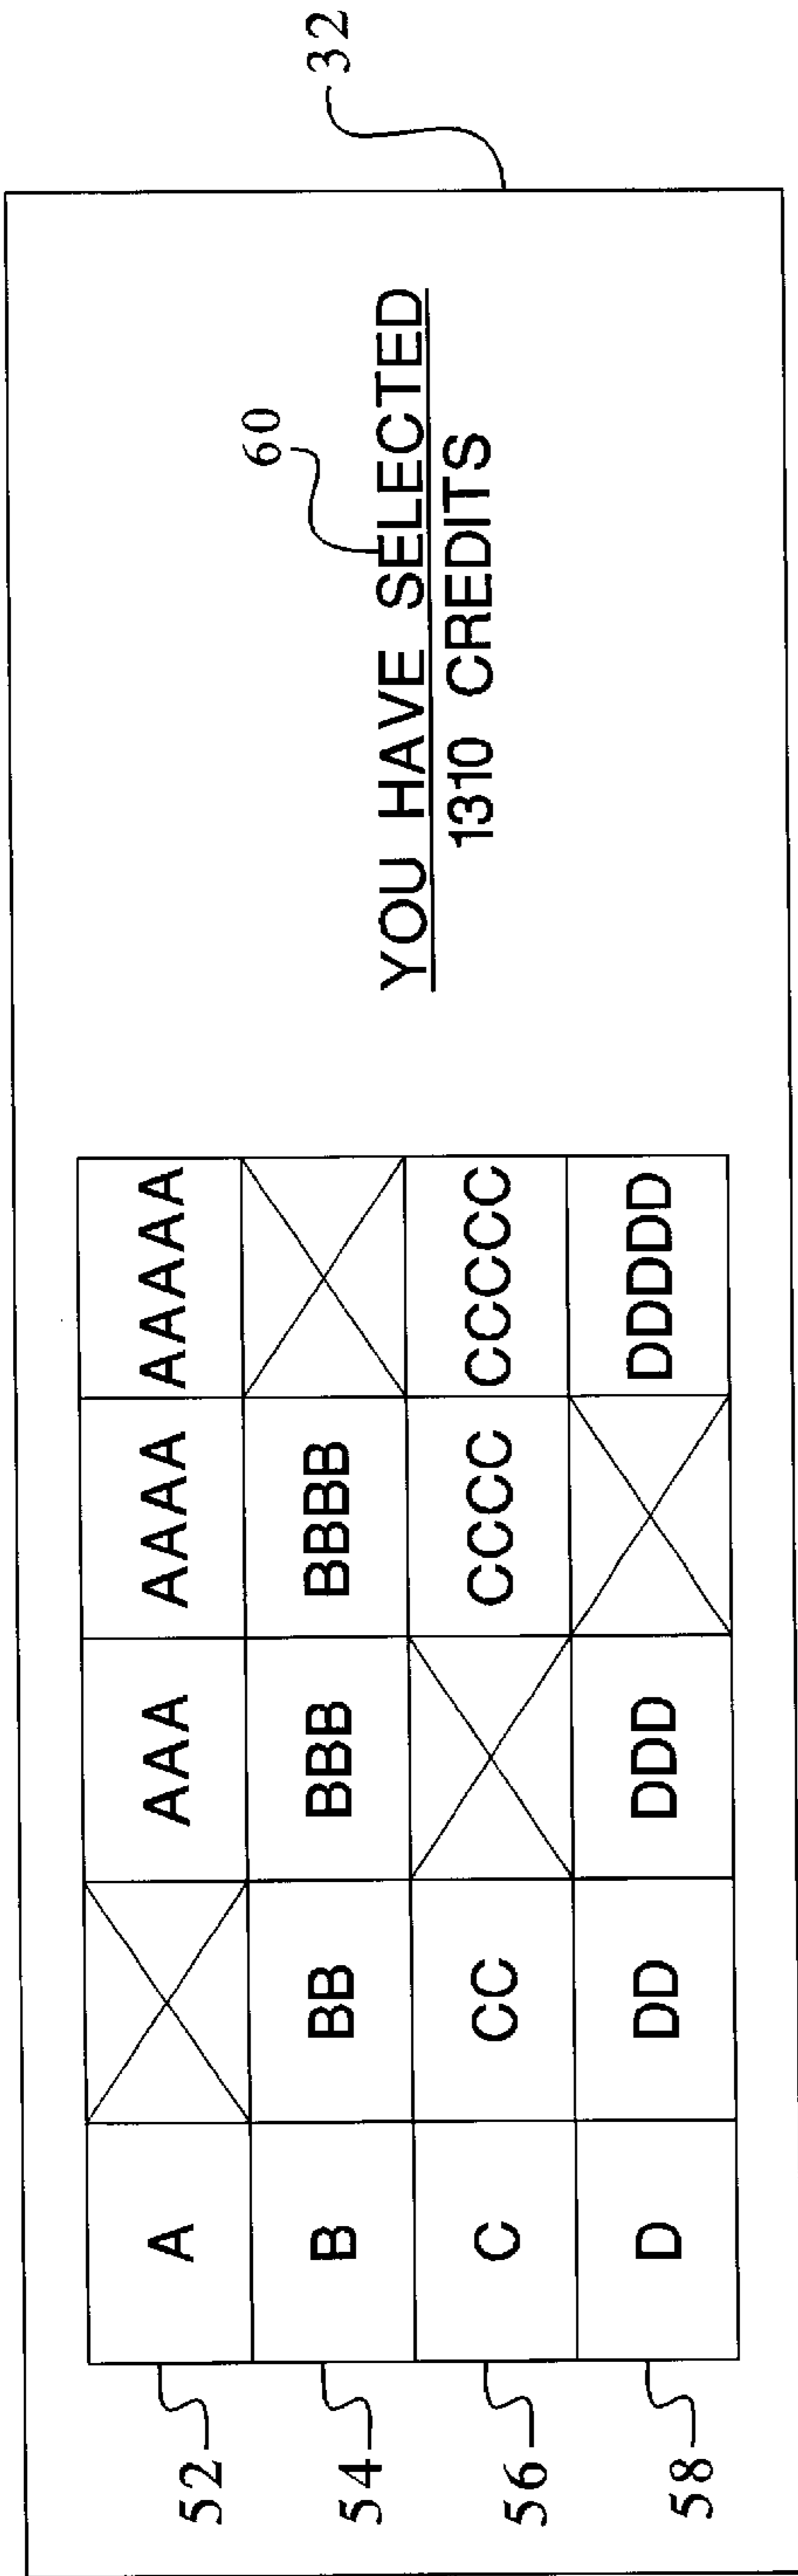 32
52 A AAA AAAA AAAAA
54 B BB BBB BBBB
56 C CC CCCC CCCCC
58 D DD DDD DDDDD
60
YOU HAVE SELECTED
1310 CREDITS